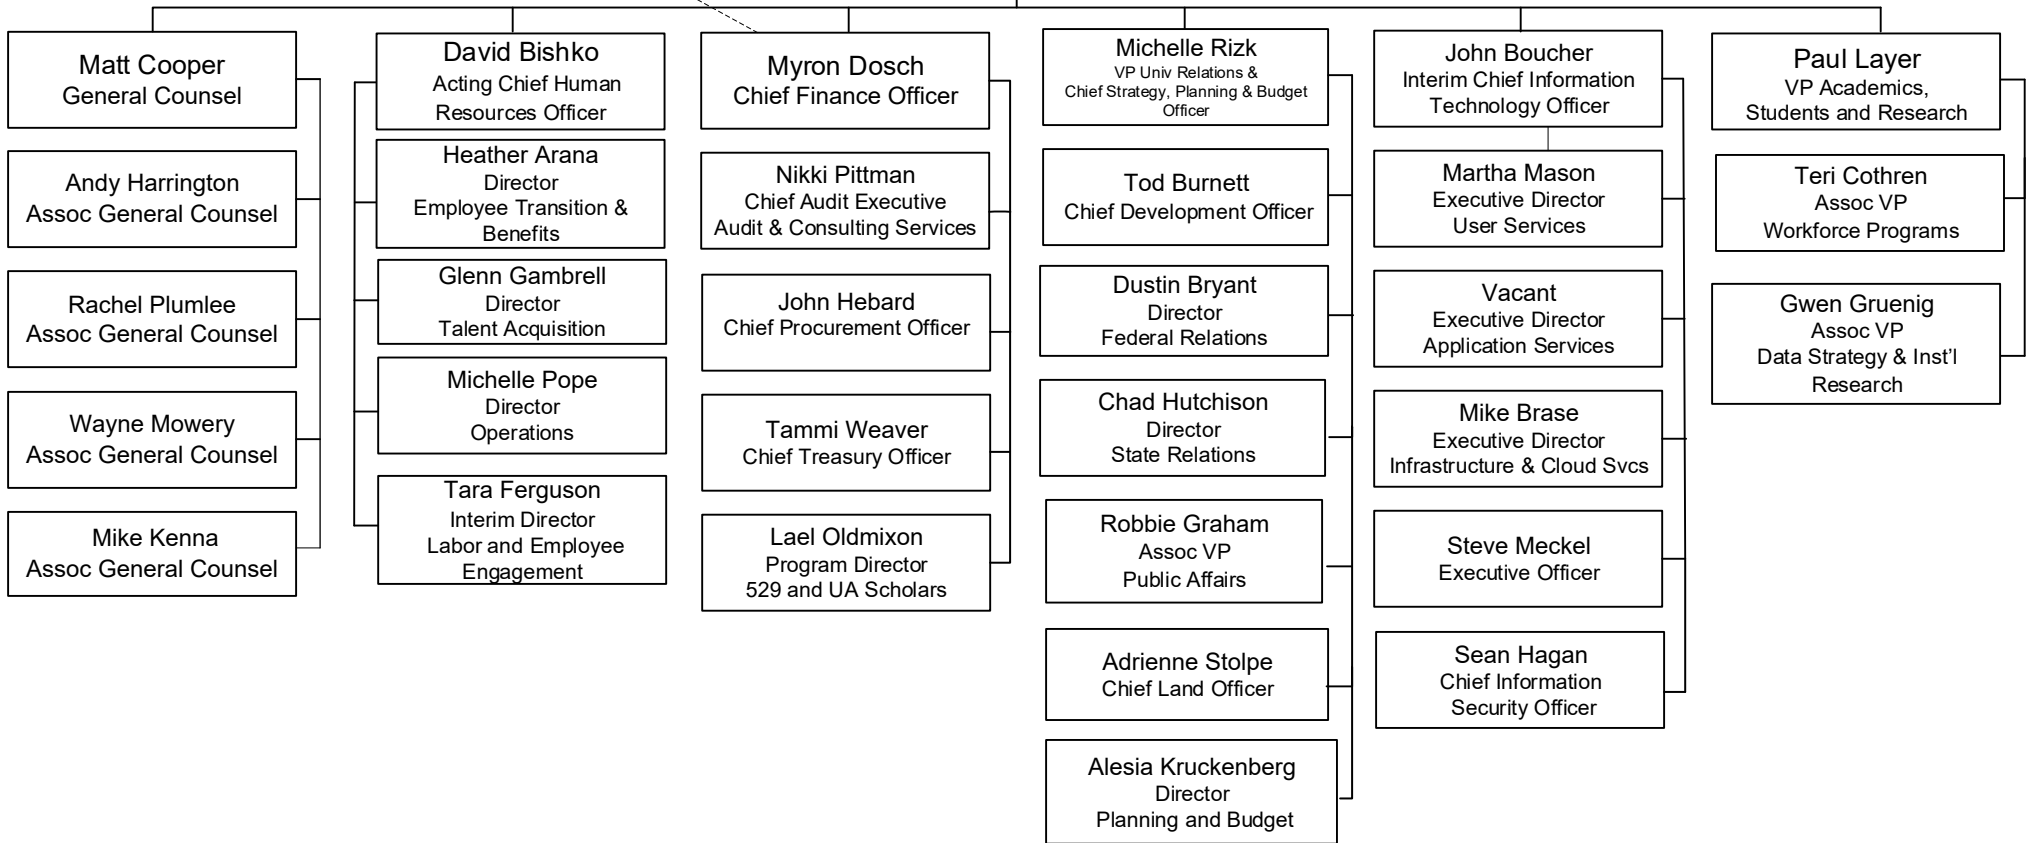 Matt Cooper
General Counsel
Andy Harrington
Assoc General Counsel
Rachel Plumlee
Assoc General Counsel
Wayne Mowery
Assoc General Counsel
Mike Kenna
Assoc General Counsel
David Bishko
Acting Chief Human
Resources Officer
Heather Arana
Director
Employee Transition &
Benefits
Glenn Gambrell
Director
Talent Acquisition
Michelle Pope
Director
Operations
Tara Ferguson
Interim Director
Labor and Employee
Engagement
Myron Dosch
Chief Finance Officer
Nikki Pittman
Chief Audit Executive
Audit & Consulting Services
John Hebard
Chief Procurement Officer
Tammi Weaver
Chief Treasury Officer
Lael Oldmixon
Program Director
529 and UA Scholars
Michelle Rizk
VP Univ Relations &
Chief Strategy, Planning & Budget
Officer
Tod Burnett
Chief Development Officer
Dustin Bryant
Director
Federal Relations
Chad Hutchison
Director
State Relations
Robbie Graham
Assoc VP
Public Affairs
Adrienne Stolpe
Chief Land Officer
Alesia Kruckenberg
Director
Planning and Budget
John Boucher
Interim Chief Information
Technology Officer
Martha Mason
Executive Director
User Services
Vacant
Executive Director
Application Services
Mike Brase
Executive Director
Infrastructure & Cloud Svcs
Steve Meckel
Executive Officer
Sean Hagan
Chief Information
Security Officer
Paul Layer
VP Academics,
Students and Research
Teri Cothren
Assoc VP
Workforce Programs
Gwen Gruenig
Assoc VP
Data Strategy & Inst’l
Research